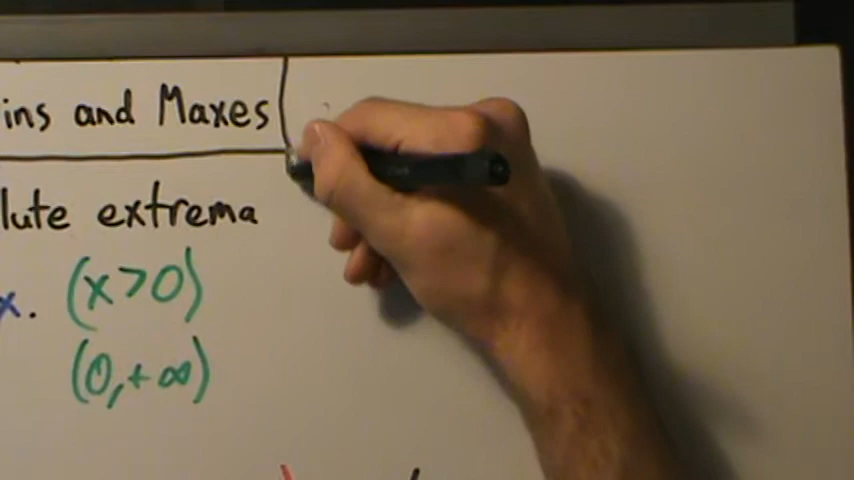 ins and Maxes
lute extrema
x. (x>0)
(0,+∞)